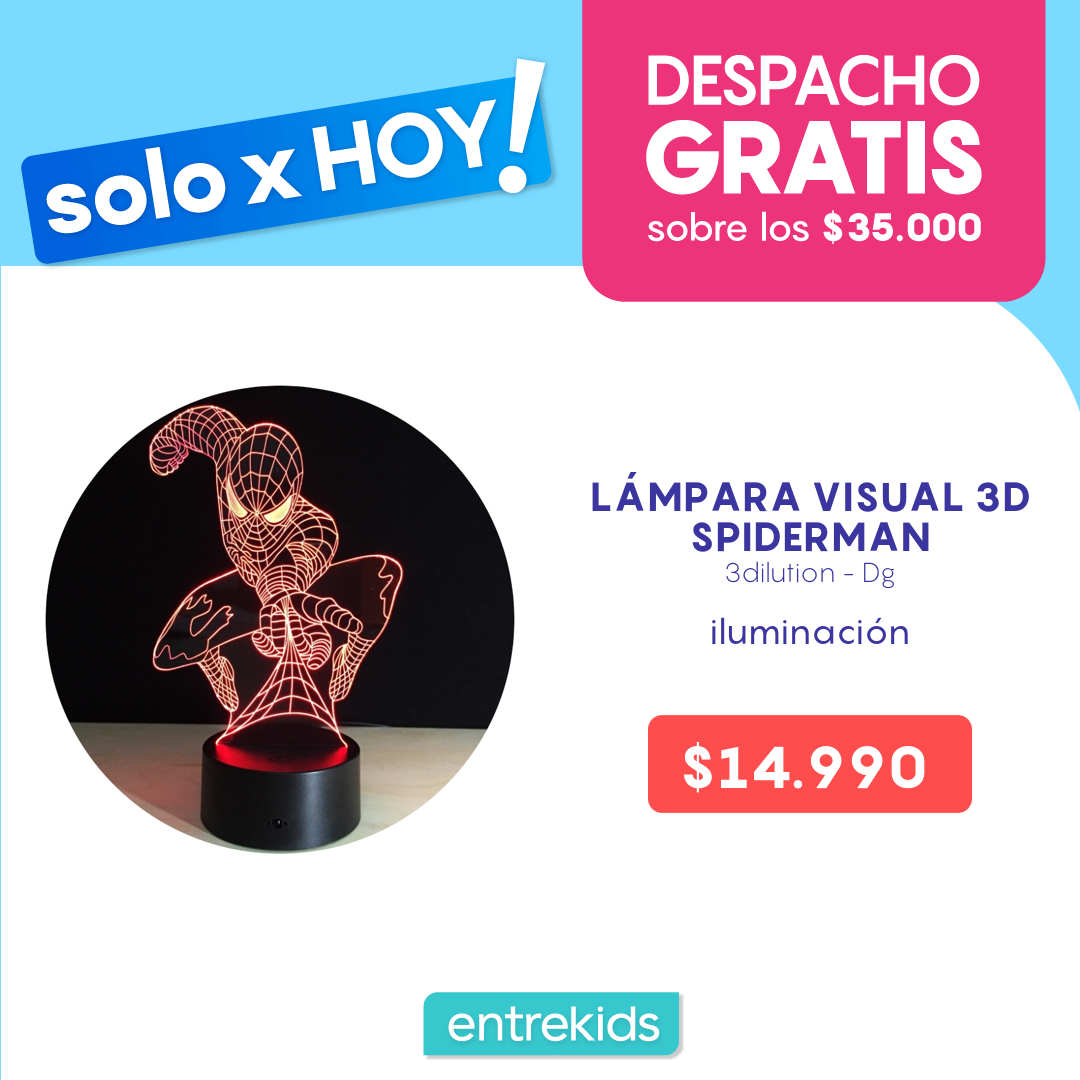 solo x HOY!
DESPACHO
GRATIS
sobre los $35.000
LÁMPARA VISUAL 3D
SPIDERMAN
3dilution - Dg
iluminación
$14.990
entrekids